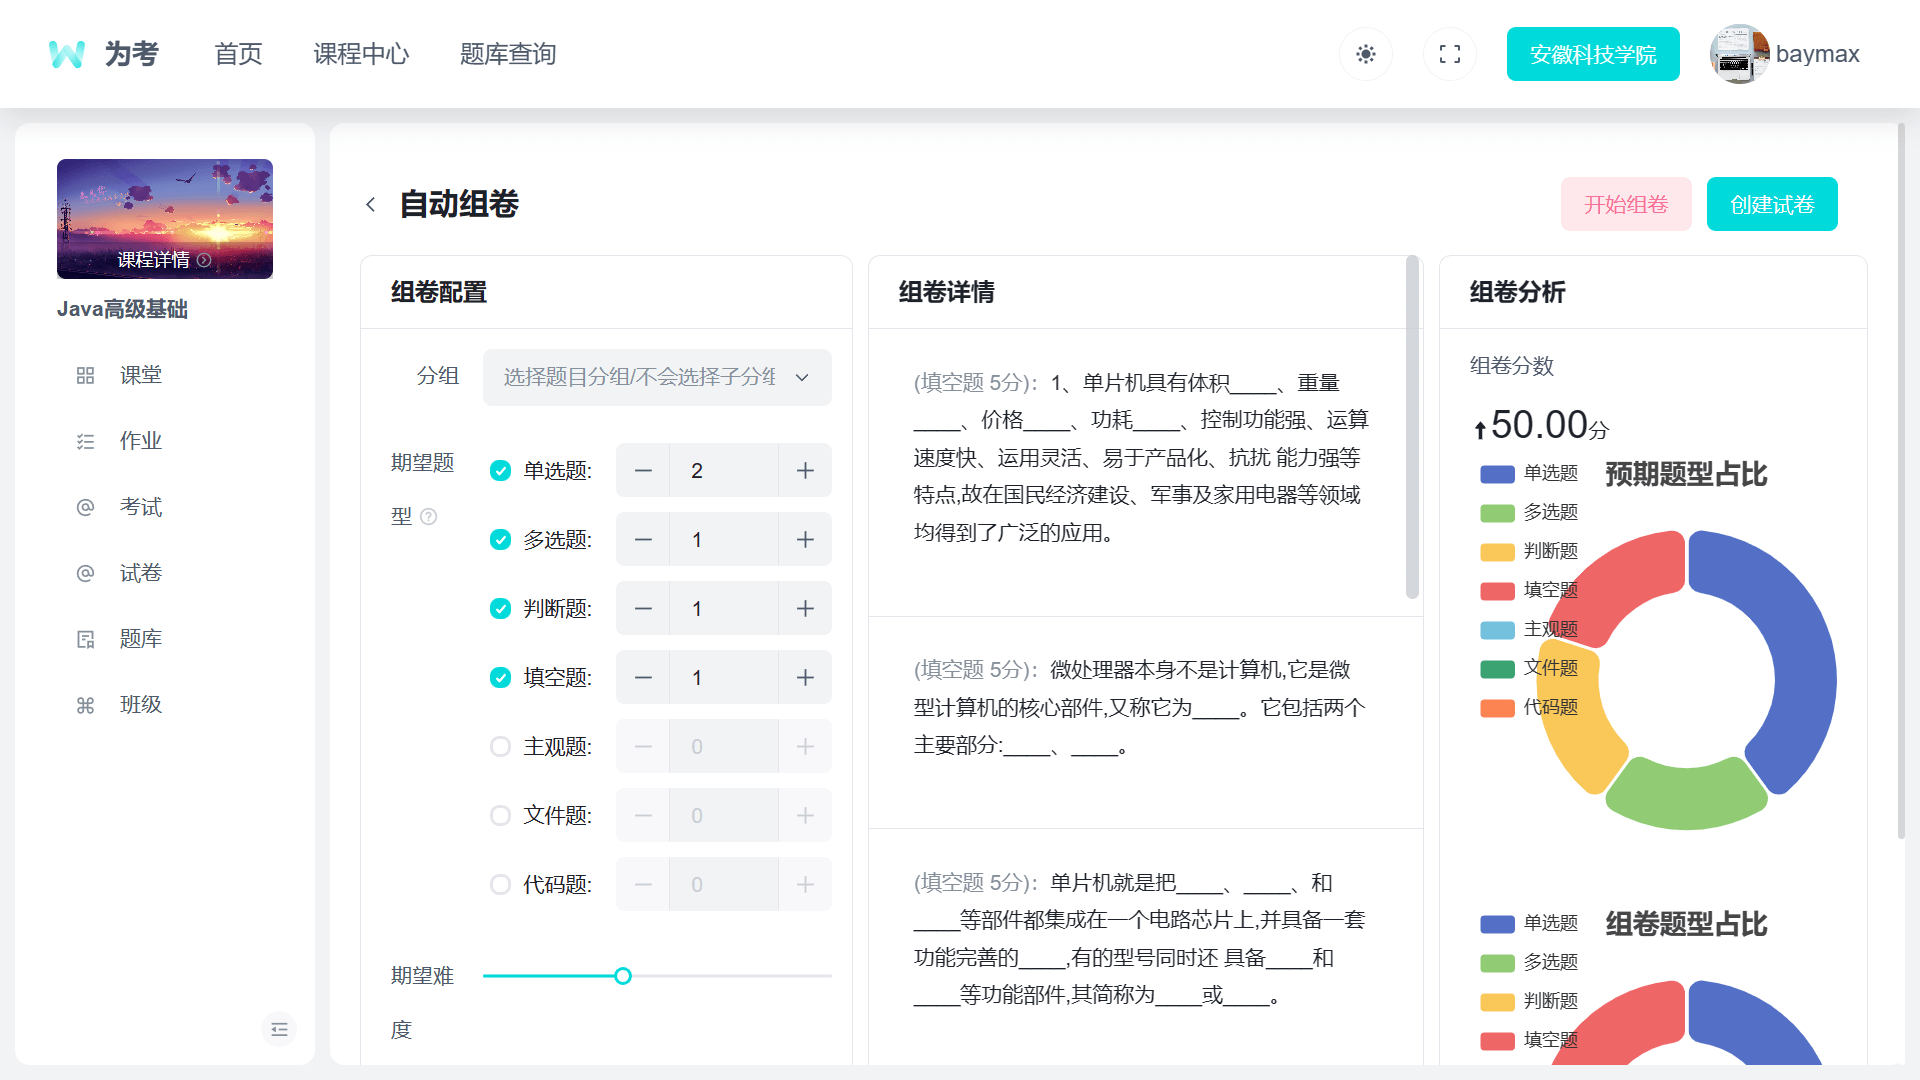 为考
首页
课程中心
题库查询
安徽科技学院
baymax
课程详情
Java高级基础
课堂
作业
考试
试卷
题库
班级
自动组卷
开始组卷
创建试卷
组卷配置
分组
选择题目分组/不会选择子分组
期望题
型
单选题:
2
多选题:
1
判断题:
1
填空题:
1
主观题:
0
文件题:
0
代码题:
0
期望难
度
组卷详情
(填空题 5分)：1、单片机具有体积____、重量
____、价格____、功耗____、控制功能强、运算
速度快、运用灵活、易于产品化、抗扰 能力强等
特点,故在国民经济建设、军事及家用电器等领域
均得到了广泛的应用。
(填空题 5分)：微处理器本身不是计算机,它是微
型计算机的核心部件,又称它为____。它包括两个
主要部分:____、____。
(填空题 5分)：单片机就是把____、____、和
____等部件都集成在一个电路芯片上,并具备一套
功能完善的____,有的型号同时还 具备____和
____等功能部件,其简称为____或____。
组卷分析
组卷分数
50.00分
预期题型占比
单选题
多选题
判断题
填空题
主观题
文件题
代码题
组卷题型占比
单选题
多选题
判断题
填空题